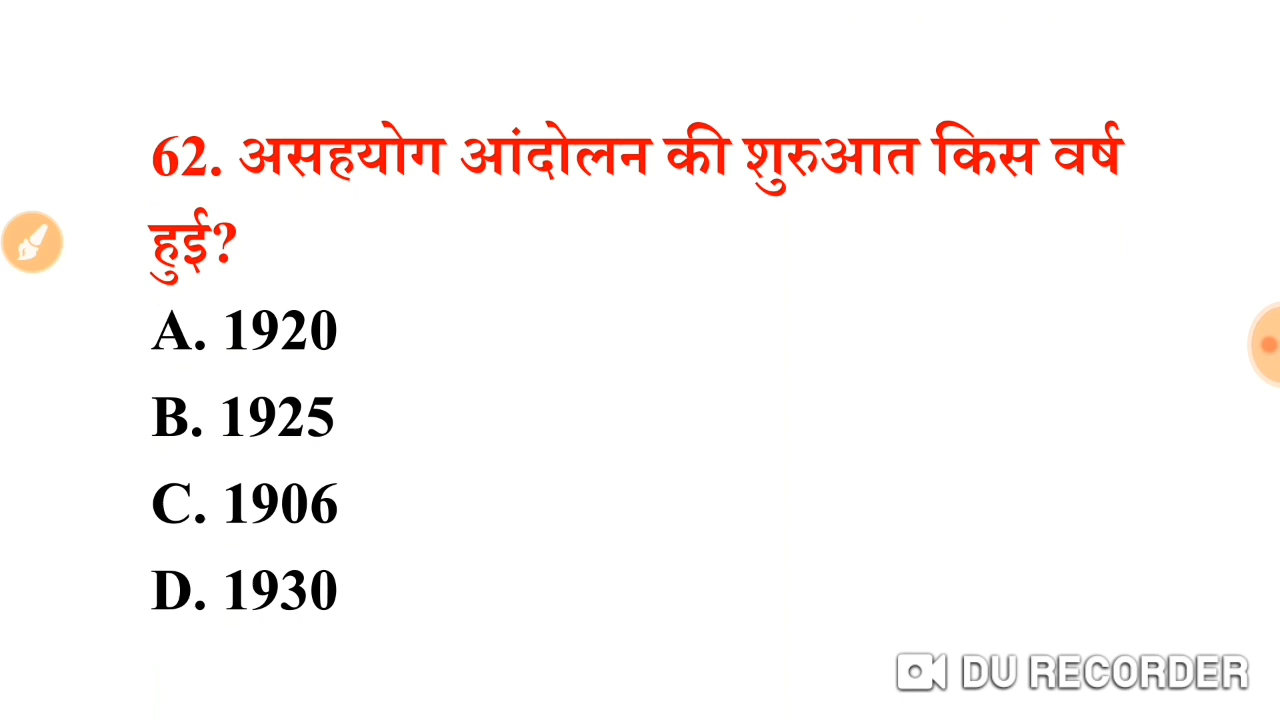 62. असहयोग आंदोलन की शुरुआत किस वर्ष
हुई?
A. 1920
B. 1925
C. 1906
D. 1930
DU RECORDER